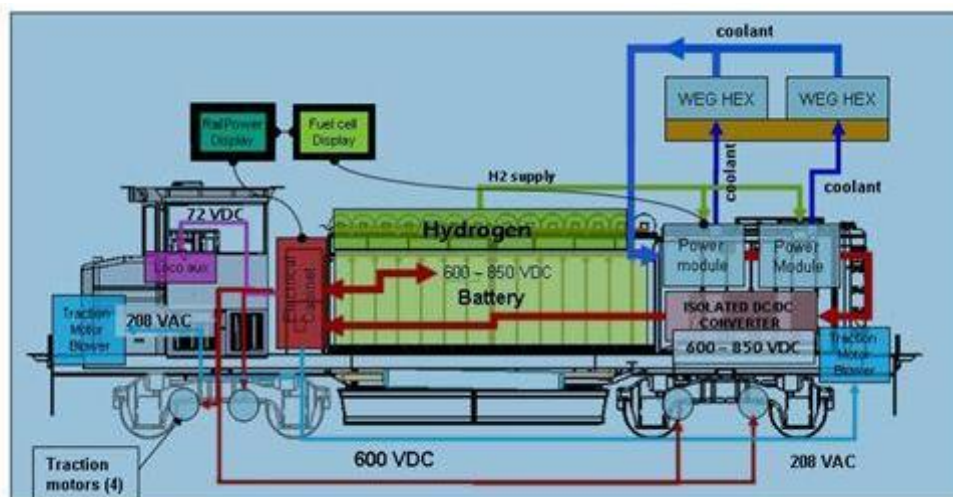 coolant
WEG HEX
WEG HEX
RailPower
Display
Fuel cell
Display
H2 supply
coolant
coolant
72 VDC
Hydrogen
Power
module
Power
Module
Loco aux
Electrical
Cabinet
600 – 850 VDC
Battery
ISOLATED DC/DC
CONVERTER
Traction
Motor
Blower
208 VAC
600 – 850 VDC
Traction
Motor
Blower
Traction
motors (4)
600 VDC
208 VAC